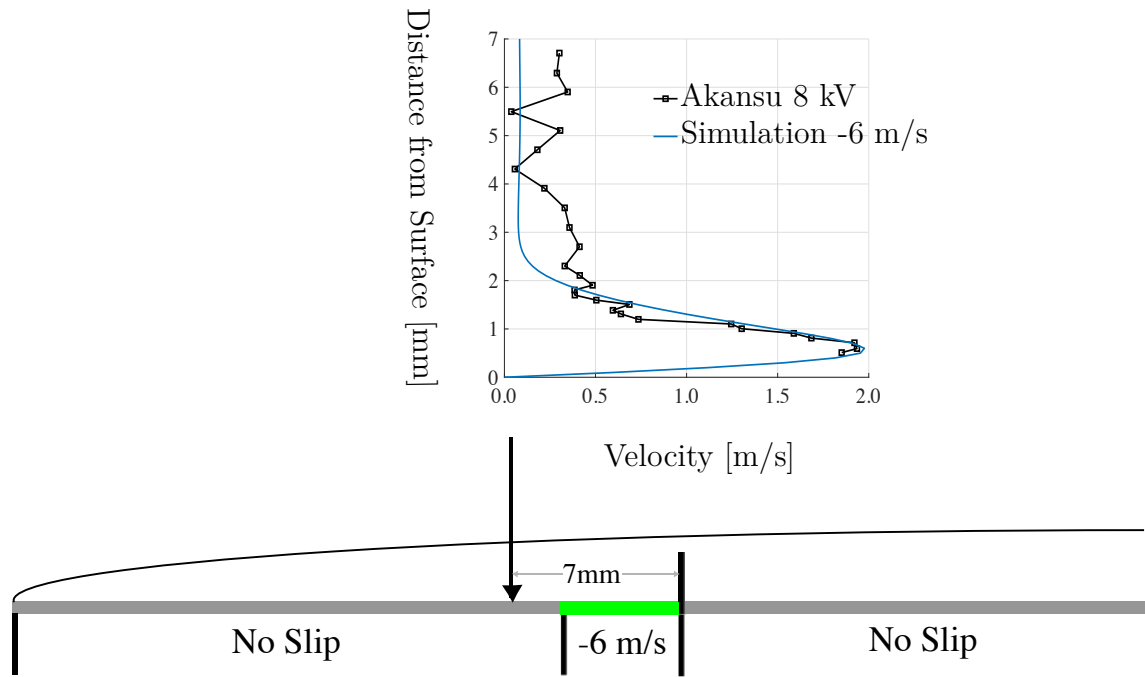 Distance from Surface [mm]
7
6
5
4
3
2
1
0
Akansu 8 kV
Simulation -6 m/s
0.0 0.5 1.0 1.5 2.0
Velocity [m/s]
7mm
No Slip -6 m/s No Slip